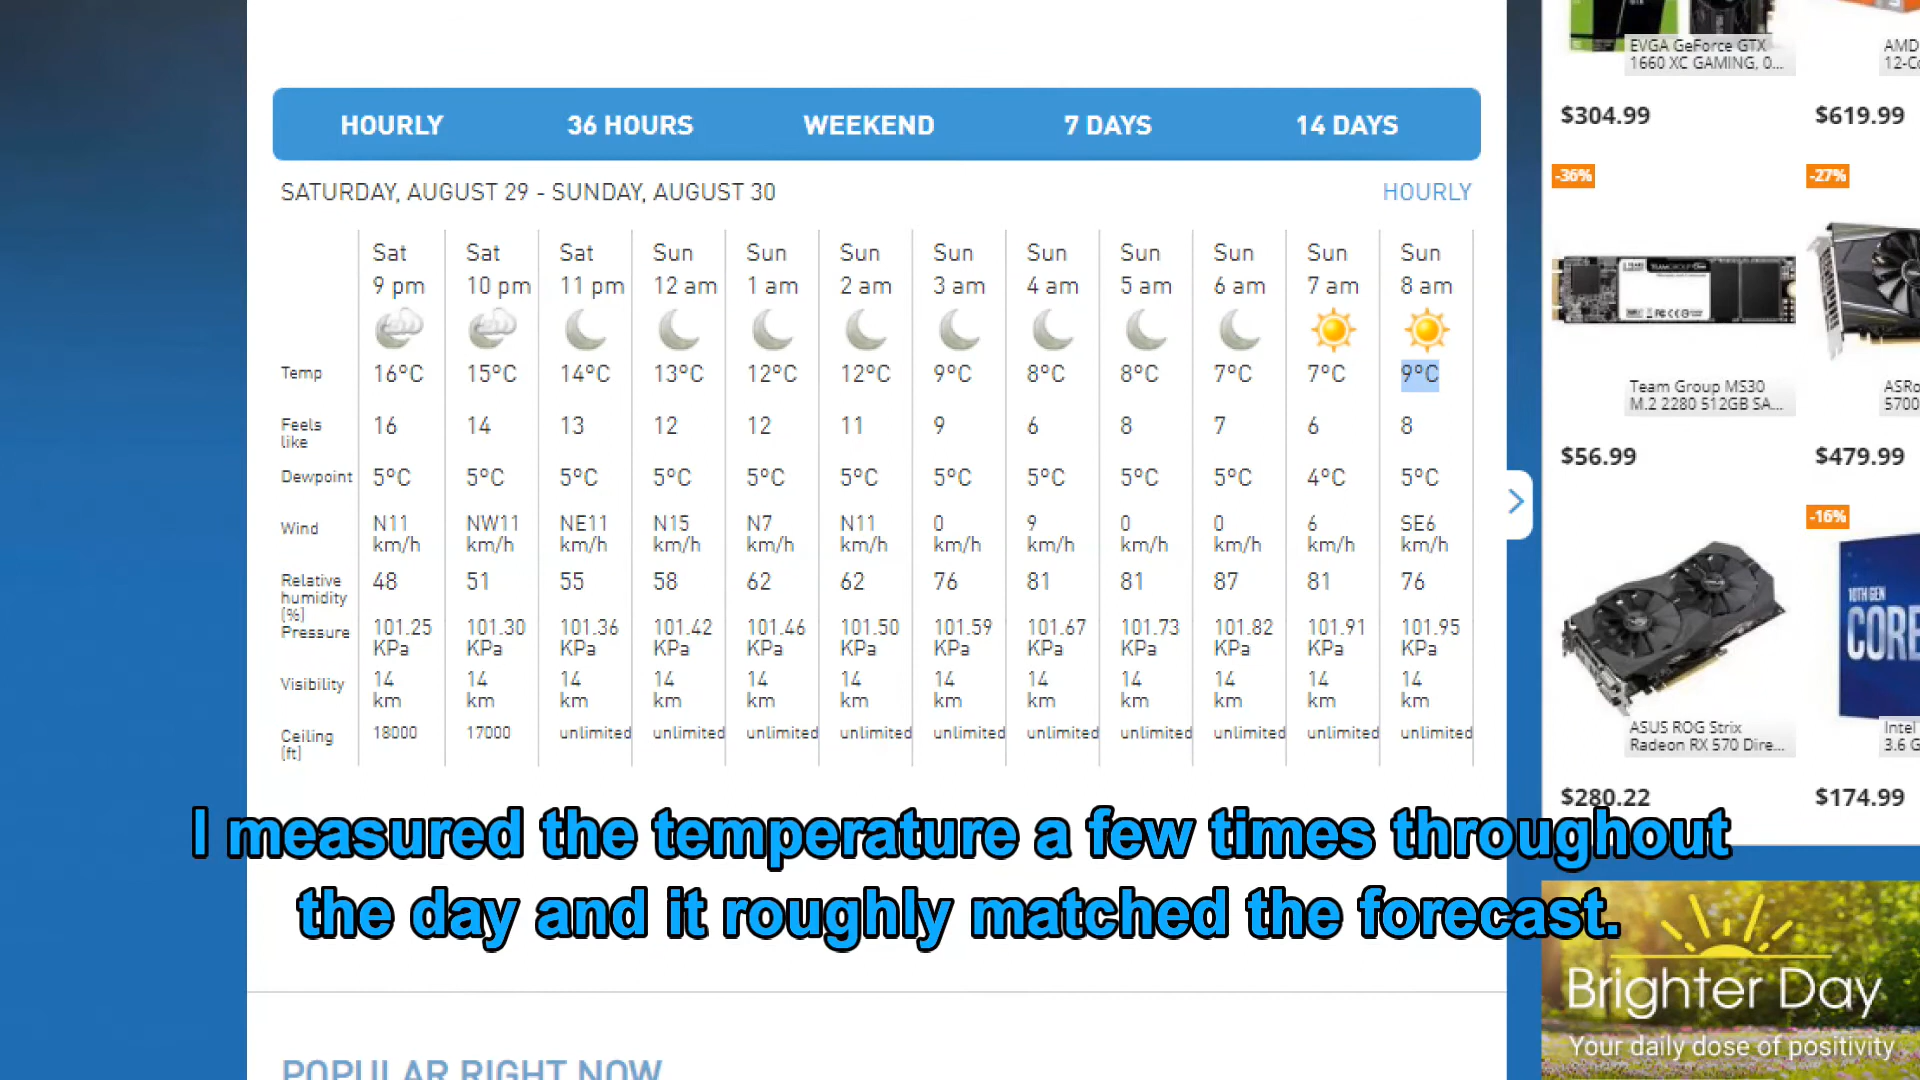 HOURLY 36 HOURS WEEKEND 7 DAYS 14 DAYS
SATURDAY, AUGUST 29 - SUNDAY, AUGUST 30 HOURLY
Sat Sat Sat Sun Sun Sun Sun Sun Sun Sun Sun Sun
9 pm 10 pm 11 pm 12 am 1 am 2 am 3 am 4 am 5 am 6 am 7 am 8 am
Temp 16°C 15°C 14°C 13°C 12°C 12°C 9°C 8°C 8°C 7°C 7°C 9°C
Feels like 16 14 13 12 12 11 9 6 8 7 6 8
Dewpoint 5°C 5°C 5°C 5°C 5°C 5°C 5°C 5°C 5°C 5°C 4°C 5°C
Wind N11 NW11 NE11 N15 N7 N11 0 9 0 0 6 SE6
km/h km/h km/h km/h km/h km/h km/h km/h km/h km/h km/h km/h
Relative humidity (%) 48 51 55 58 62 62 76 81 81 87 81 76
Pressure 101.25 101.30 101.36 101.42 101.46 101.50 101.59 101.67 101.73 101.82 101.91 101.95
KPa KPa KPa KPa KPa KPa KPa KPa KPa KPa KPa KPa
Visibility 14 14 14 14 14 14 14 14 14 14 14 14
km km km km km km km km km km km km
Ceiling (ft) 18000 17000 unlimited unlimited unlimited unlimited unlimited unlimited unlimited unlimited unlimited unlimited
I measured the temperature a few times throughout
the day and it roughly matched the forecast.
POPULAR RIGHT NOW
EVGA GeForce GTX
1660 XC GAMING, 0...
$304.99
AMD
$619.99
-36%
TEAMGROUP
FC CE
Team Group MS30
M.2 2280 512GB SA...
$56.99
-27%
ASRo
5700
$479.99
ASUS ROG Strix
Radeon RX 570 Dire...
$280.22
-16%
10TH GEN
CORE
Intel
3.6 G
$174.99
Brighter Day
Your daily dose of positivity